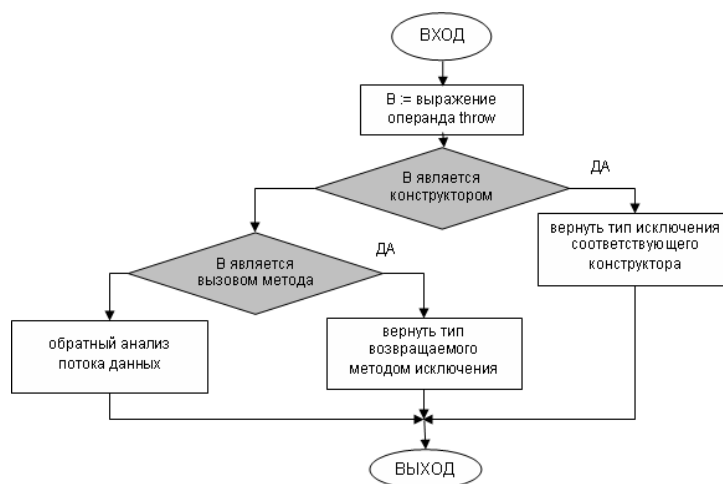 ВХОД
В := выражение
операнда throw
В является
конструктором
ДА
вернуть тип исключения
соответствующего
конструктора
В является
вызовом метода
ДА
обратный анализ
потока данных
вернуть тип
возвращаемого
методом исключения
ВЫХОД